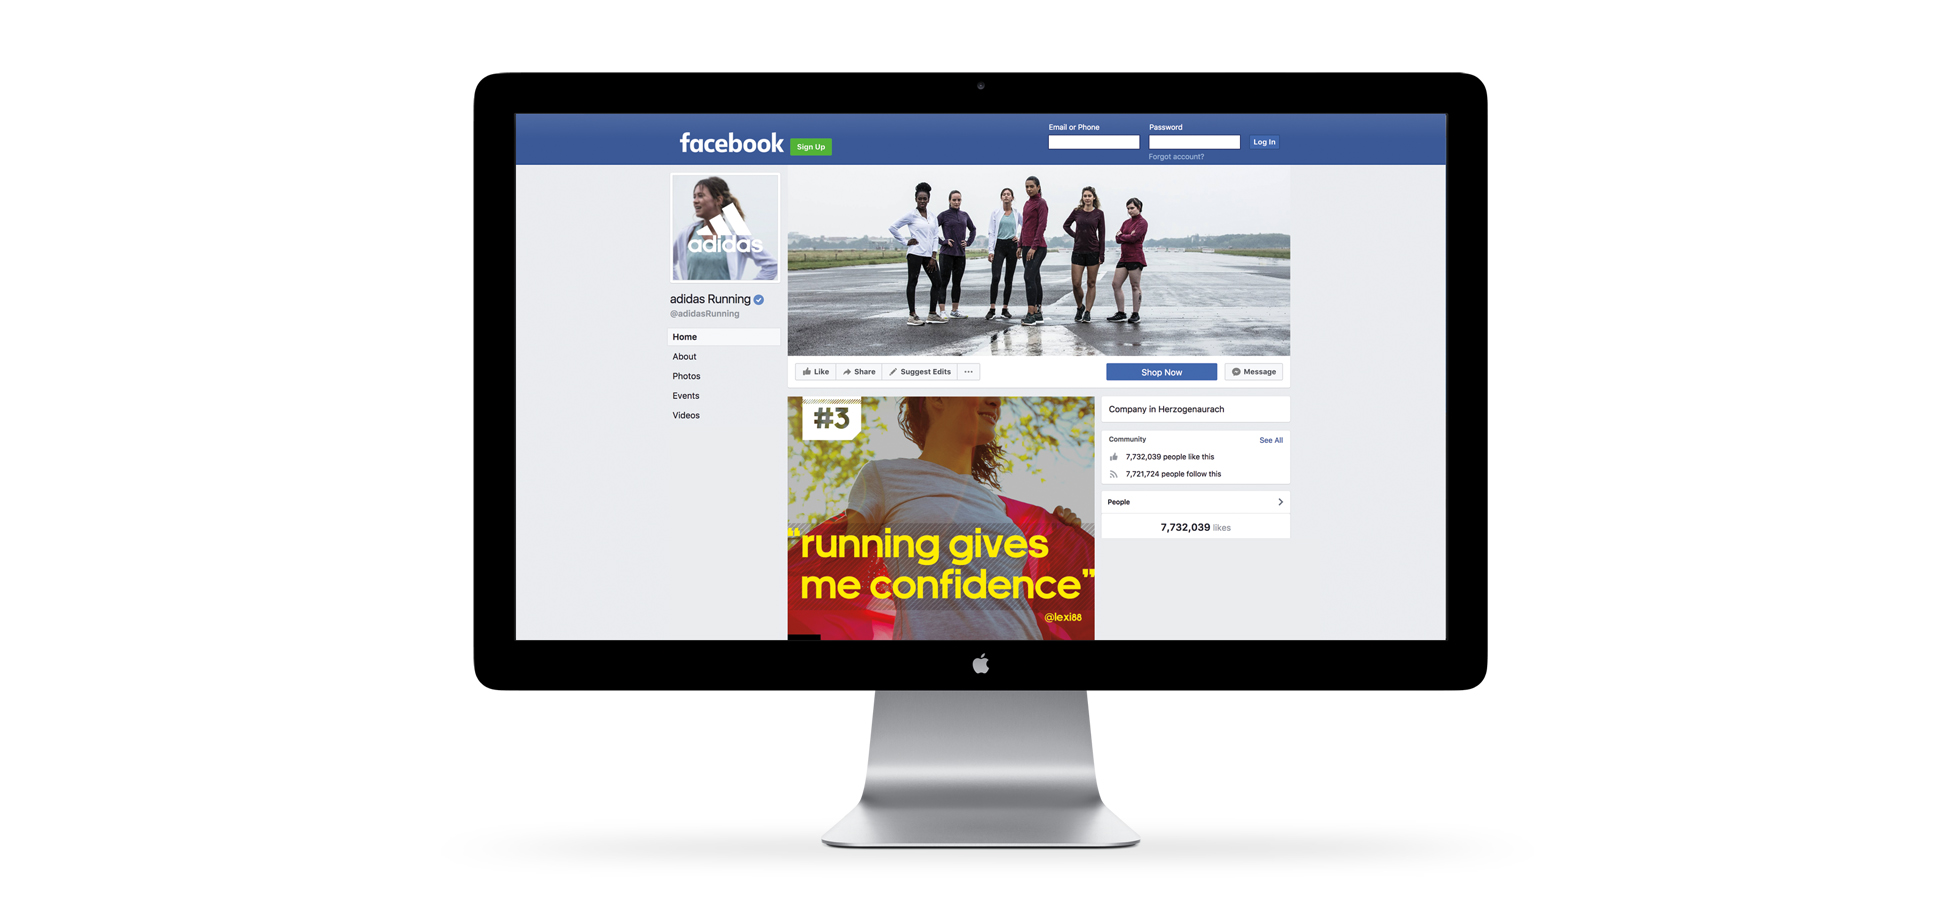 facebook
Sign Up
Email or Phone
Password
Log In
Forgot account?
adidas
adidas Running
@adidasRunning
Home
About
Photos
Events
Videos
Like
Share
Suggest Edits
...
Shop Now
Message
#3
"running gives
me confidence"
@lexi88
Company in Herzogenaurach
Community
See All
7,732,039 people like this
7,721,724 people follow this
People
7,732,039 likes